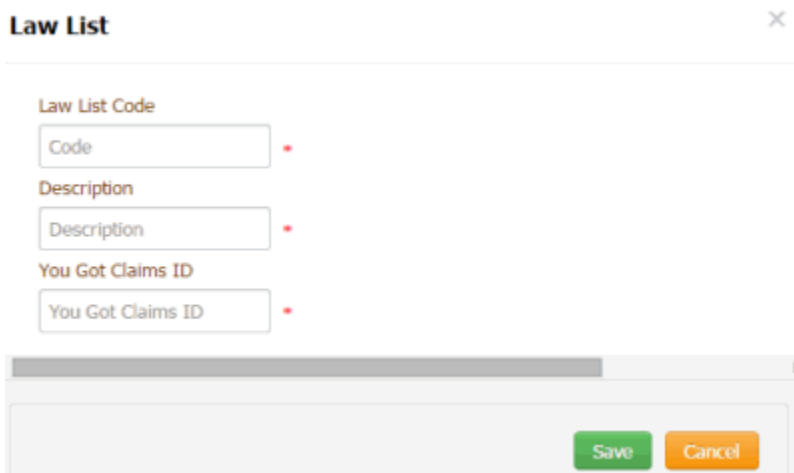 Law List
×
Law List Code
Code *
Description
Description *
You Got Claims ID
You Got Claims ID *
Save Cancel